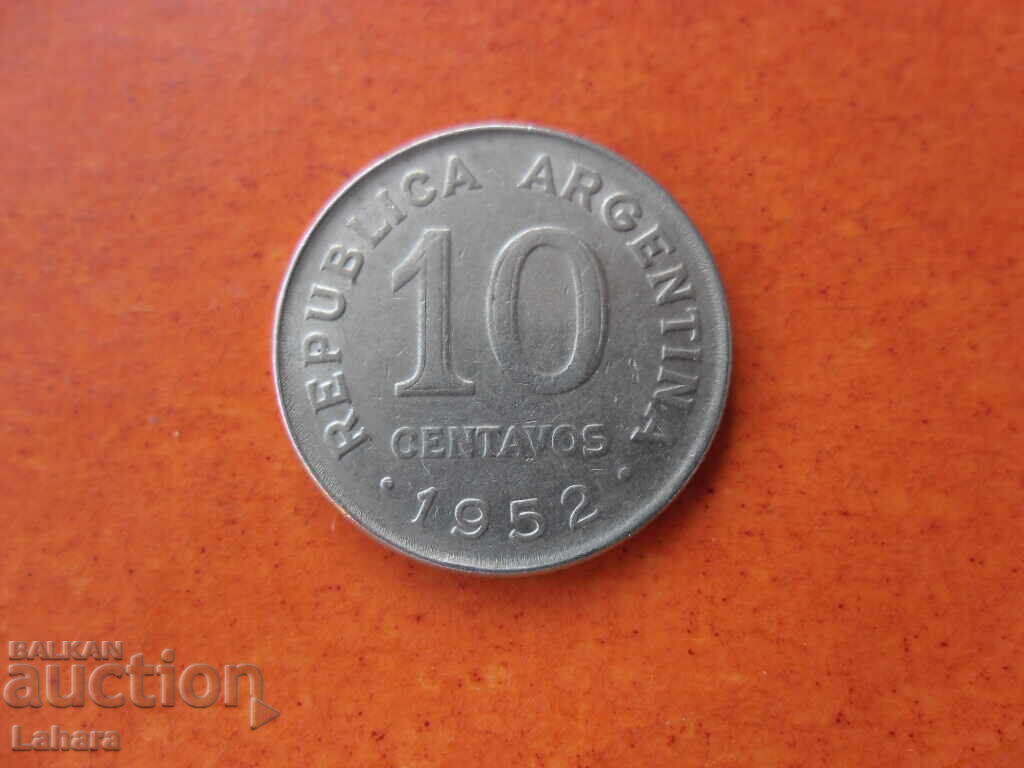 REPUBLICA ARGENTINA
10
CENTAVOS
· 1952 ·
BALKAN
auction
Lahara